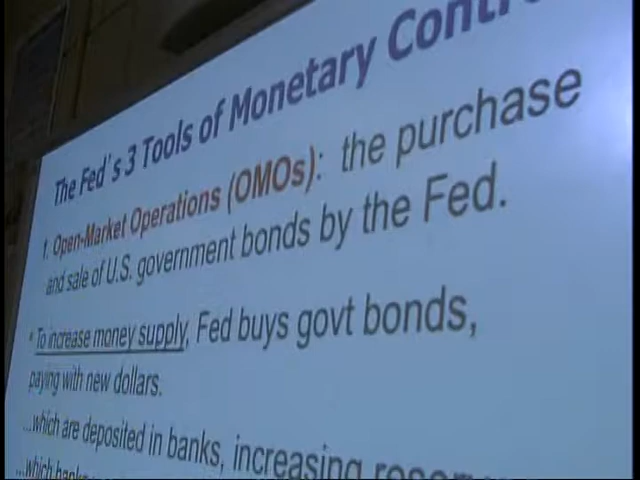 The Fed's 3 Tools of Monetary Contr
1. Open-Market Operations (OMOs): the purchase
and sale of U.S. government bonds by the Fed.
• To increase money supply, Fed buys govt bonds,
paying with new dollars.
...which are deposited in banks, increasing
...which